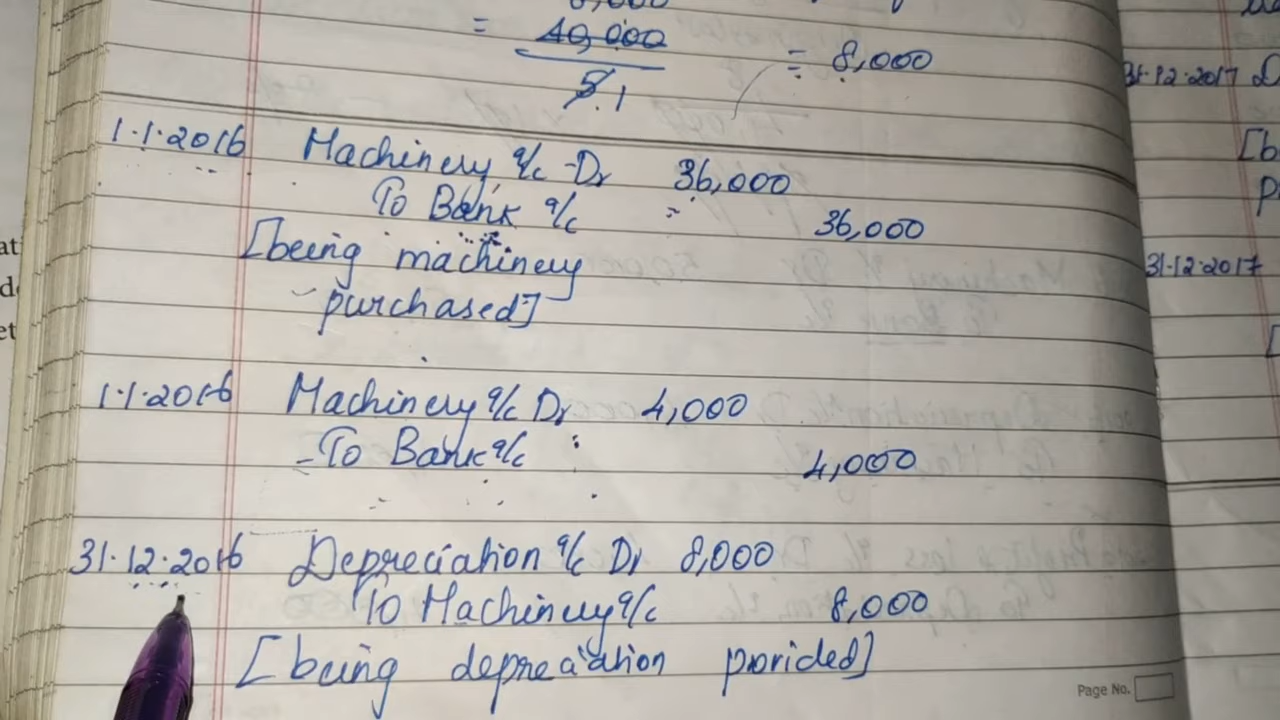 = 40,000 = 8,000
5.1
1.1.2016 Machinery a/c - Dr 36,000
To Bank a/c 36,000
[being machinery
purchased]
1.1.2016 Machinery a/c Dr 4,000
- To Bank a/c 4,000
31.12.2016 Depreciation a/c Dr 8,000
To Machinery a/c 8,000
[being depreciation provided]
Page No.
31.12.2017 D
[b
31.12.2017
[